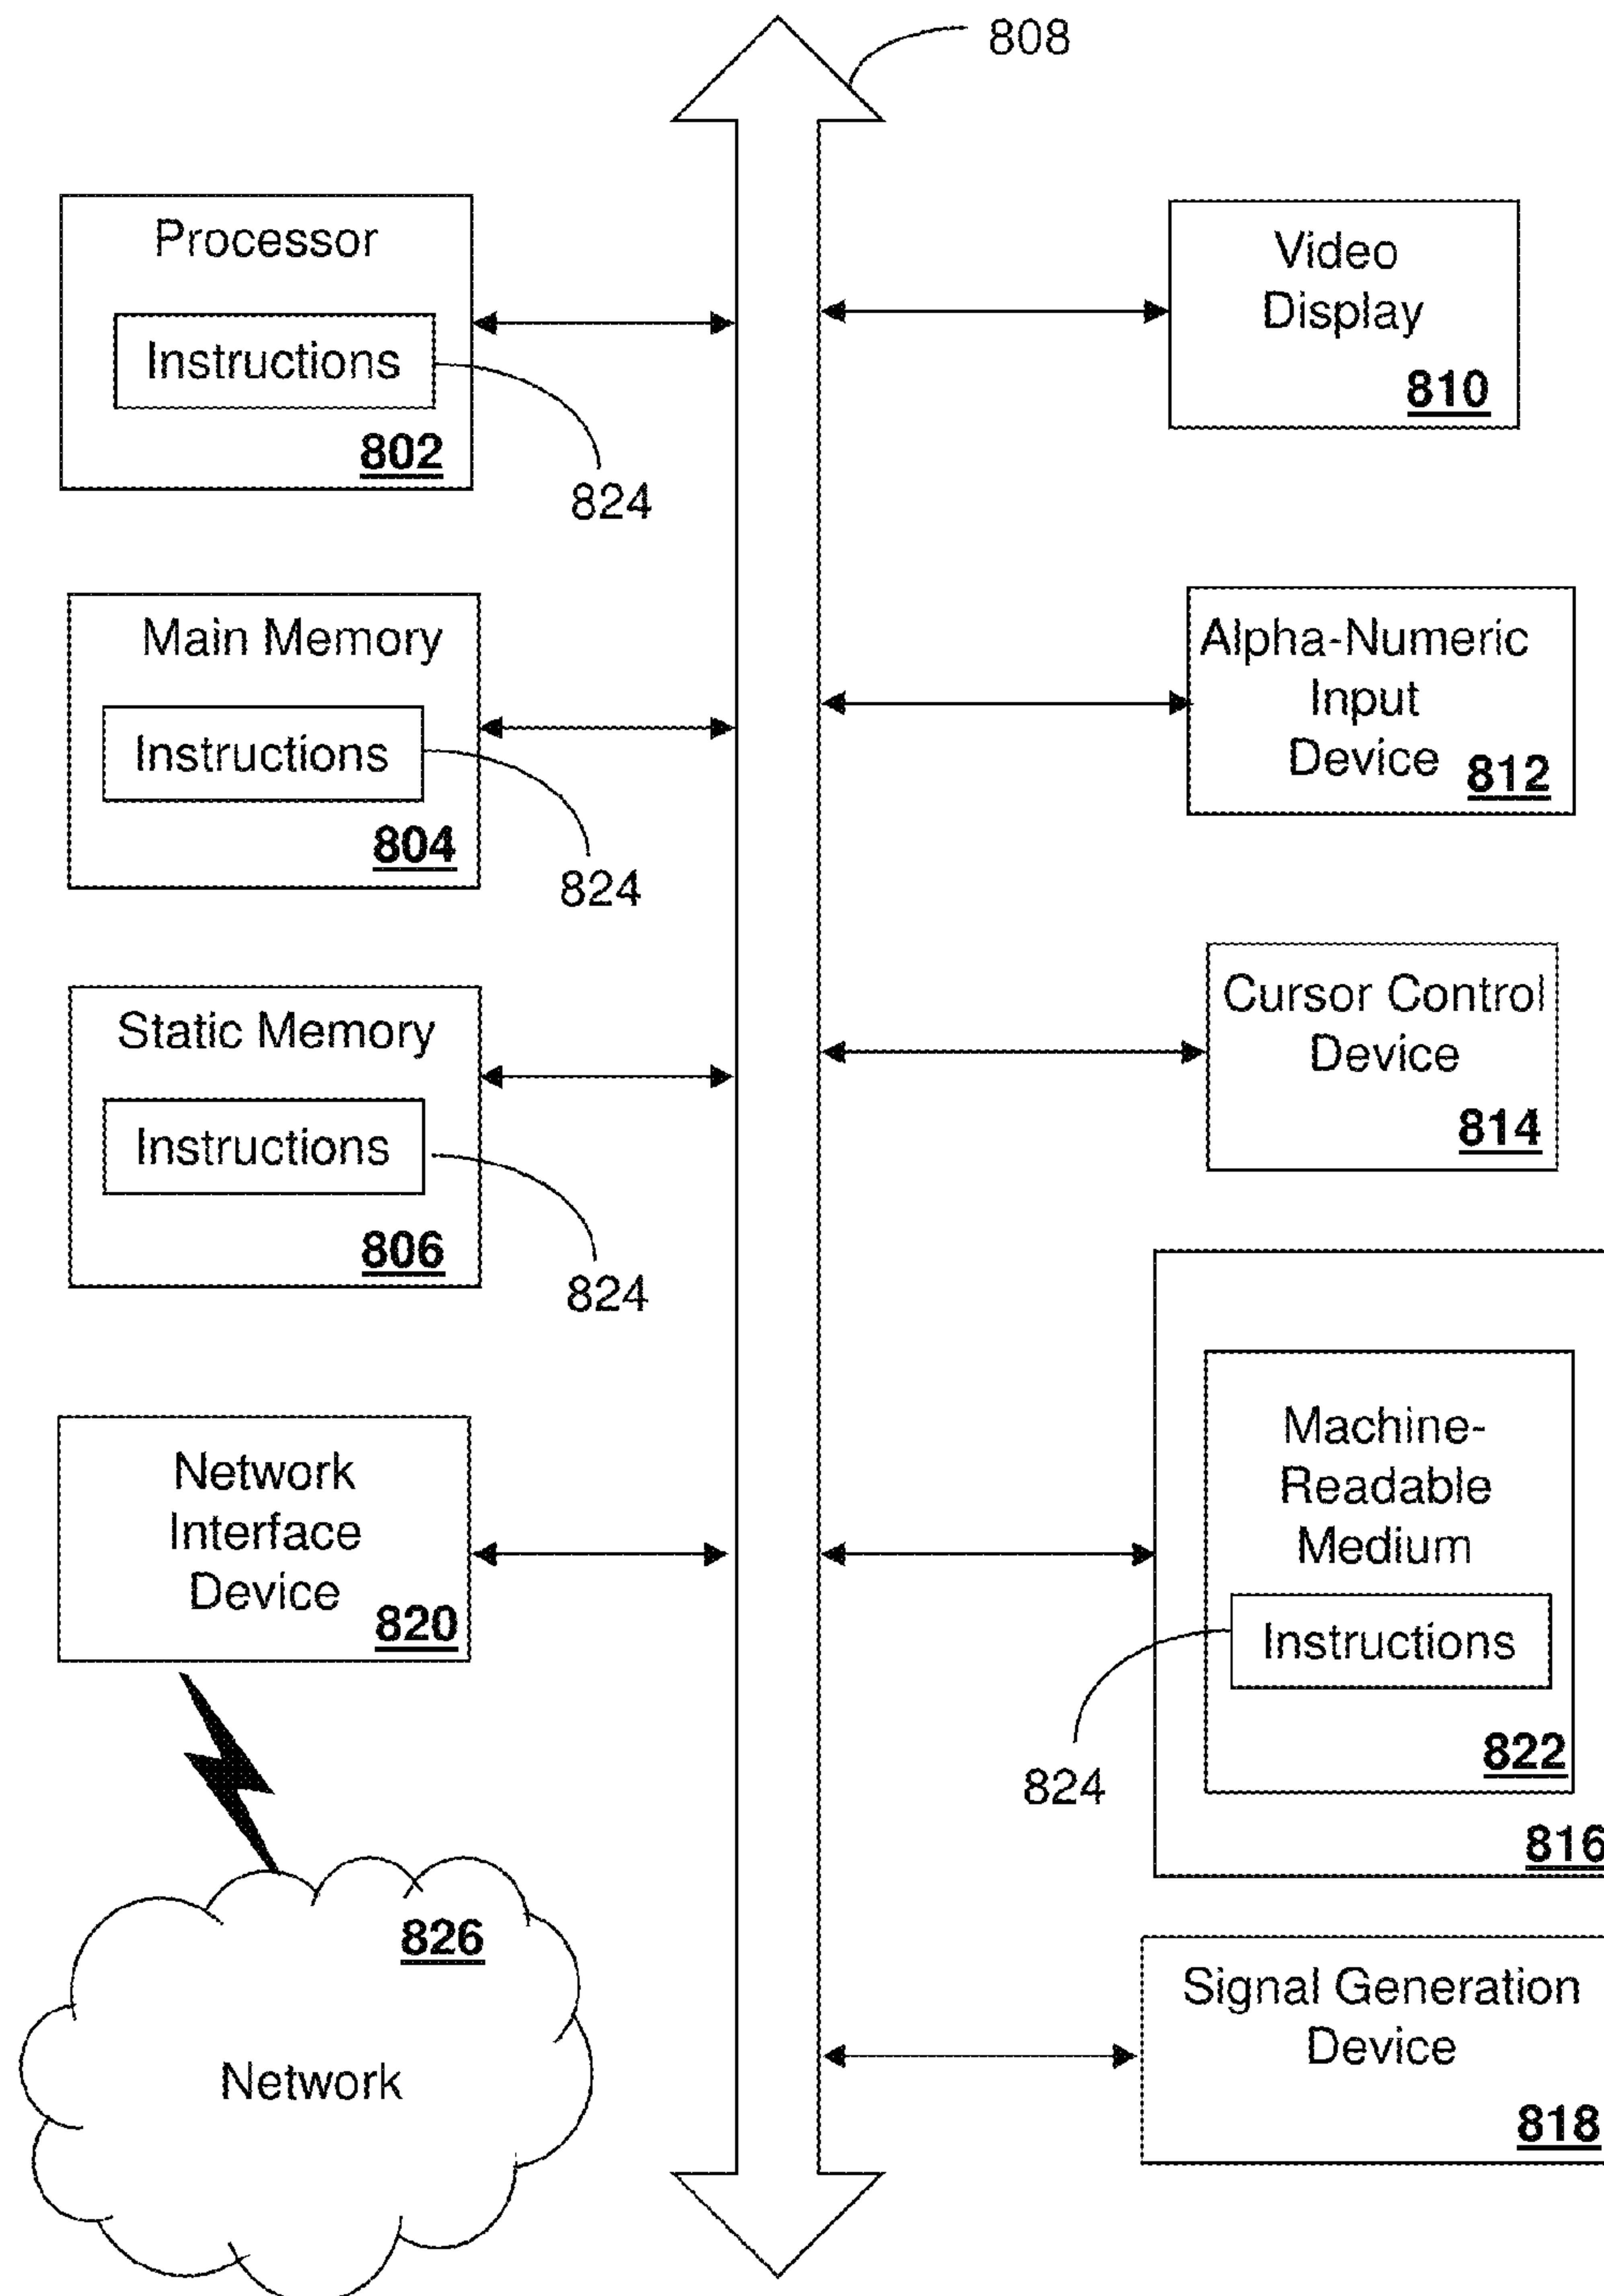 808
Processor
Instructions
802
824
Main Memory
Instructions
804
824
Static Memory
Instructions
806
824
Network
Interface
Device
820
826
Network
Video
Display
810
Alpha-Numeric
Input
Device
812
Cursor Control
Device
814
Machine-
Readable
Medium
Instructions
822
824
816
Signal Generation
Device
818